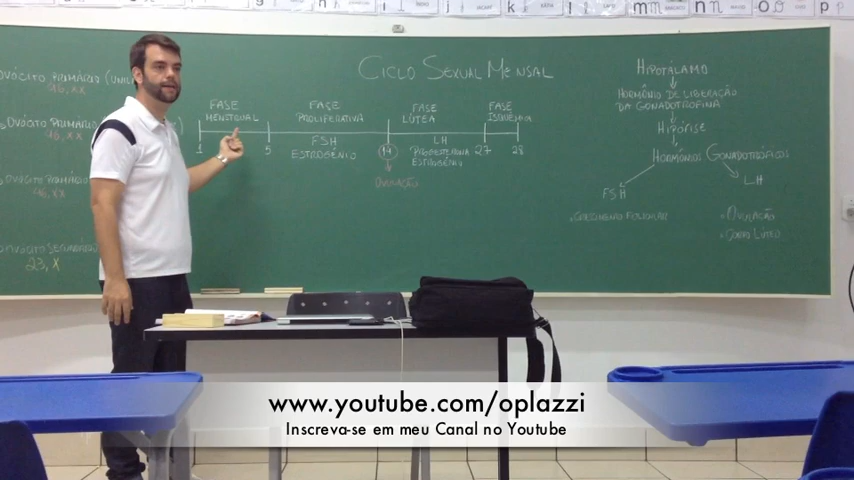 CICLO SEXUAL MENSAL
OVÓCITO PRIMÁRIO
46, XX
OVÓCITO PRIMÁRIO
46, XX
OVÓCITO PRIMÁRIO
46, XX
OVÓCITO SECUNDÁRIO
23, X
FASE
MENSTRUAL
FASE
PROLIFERATIVA
FASE
LÚTEA
FASE
ISQUÊMICA
1
5
14
27
28
FSH
ESTROGÊNIO
LH
PROGESTERONA
ESTROGÊNIO
OVULAÇÃO
HIPOTÁLAMO
HORMÔNIO DE LIBERAÇÃO
DA GONADOTROFINA
HIPÓFISE
HORMÔNIOS GONADOTRÓFICOS
FSH
LH
CRESCIMENTO FOLICULAR
OVULAÇÃO
CORPO LÚTEO
www.youtube.com/oplazzi
Inscreva-se em meu Canal no Youtube